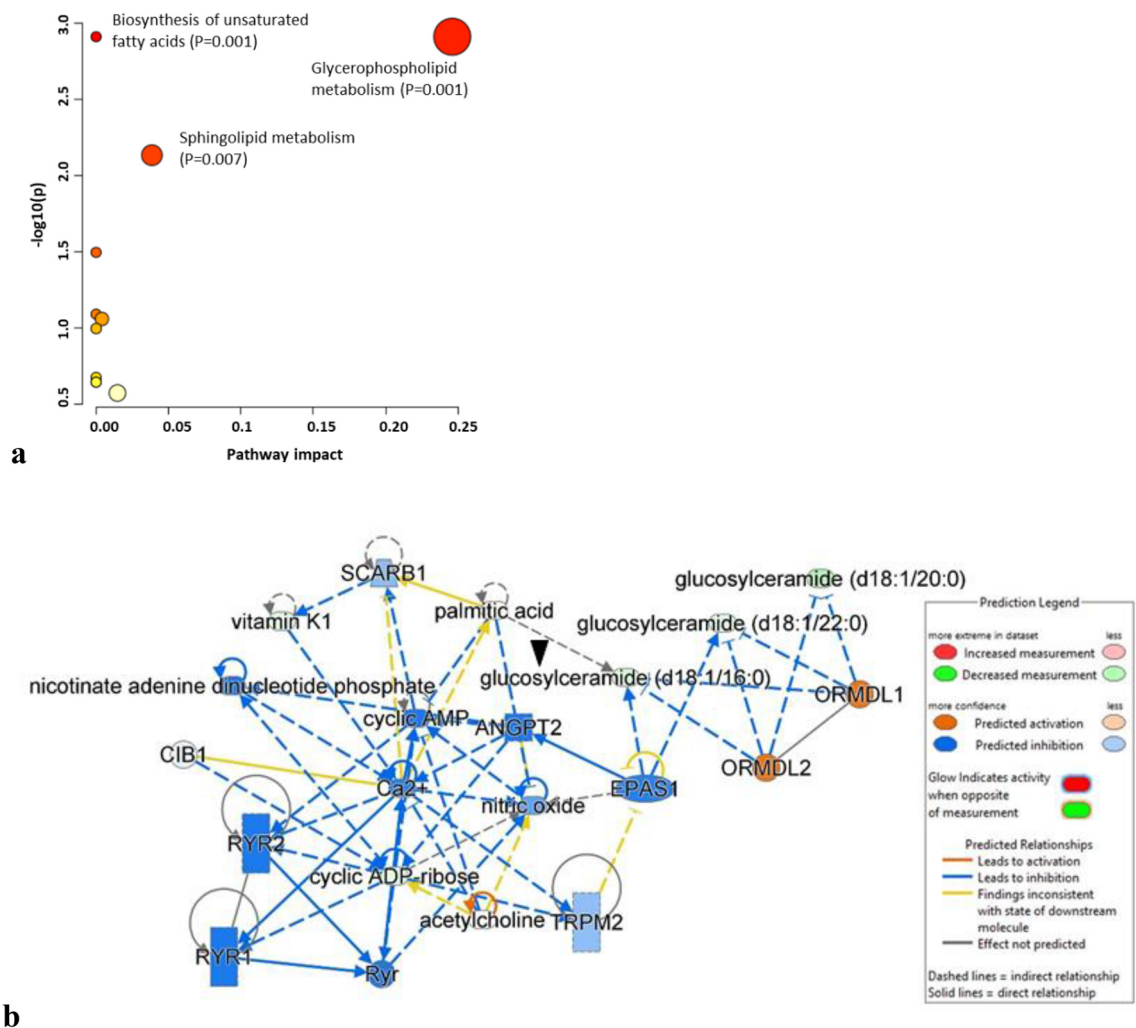 3.0
2.5
2.0
1.5
1.0
0.5
-log10(p)
Biosynthesis of unsaturated
fatty acids (P=0.001)
Glycerophospholipid
metabolism (P=0.001)
Sphingolipid metabolism
(P=0.007)
0.00 0.05 0.1 0.15 0.20 0.25
Pathway impact
a
SCARB1
vitamin K1
palmitic acid
glucosylceramide (d18:1/20:0)
glucosylceramide (d18:1/22:0)
glucosylceramide (d18:1/16:0)
nicotinate adenine dinucleotide phosphate
cyclic AMP
ANGPT2
ORMDL1
CIB1
ORMDL2
Ca2+
nitric oxide
EPAS1
RYR2
cyclic ADP-ribose
acetylcholine
TRPM2
RYR1
Ryr
Prediction Legend
more extreme in dataset less
Increased measurement
Decreased measurement
more confidence less
Predicted activation
Predicted inhibition
Glow Indicates activity
when opposite
of measurement
Predicted Relationships
Leads to activation
Leads to inhibition
Findings inconsistent
with state of downstream
molecule
Effect not predicted
Dashed lines = indirect relationship
Solid lines = direct relationship
b